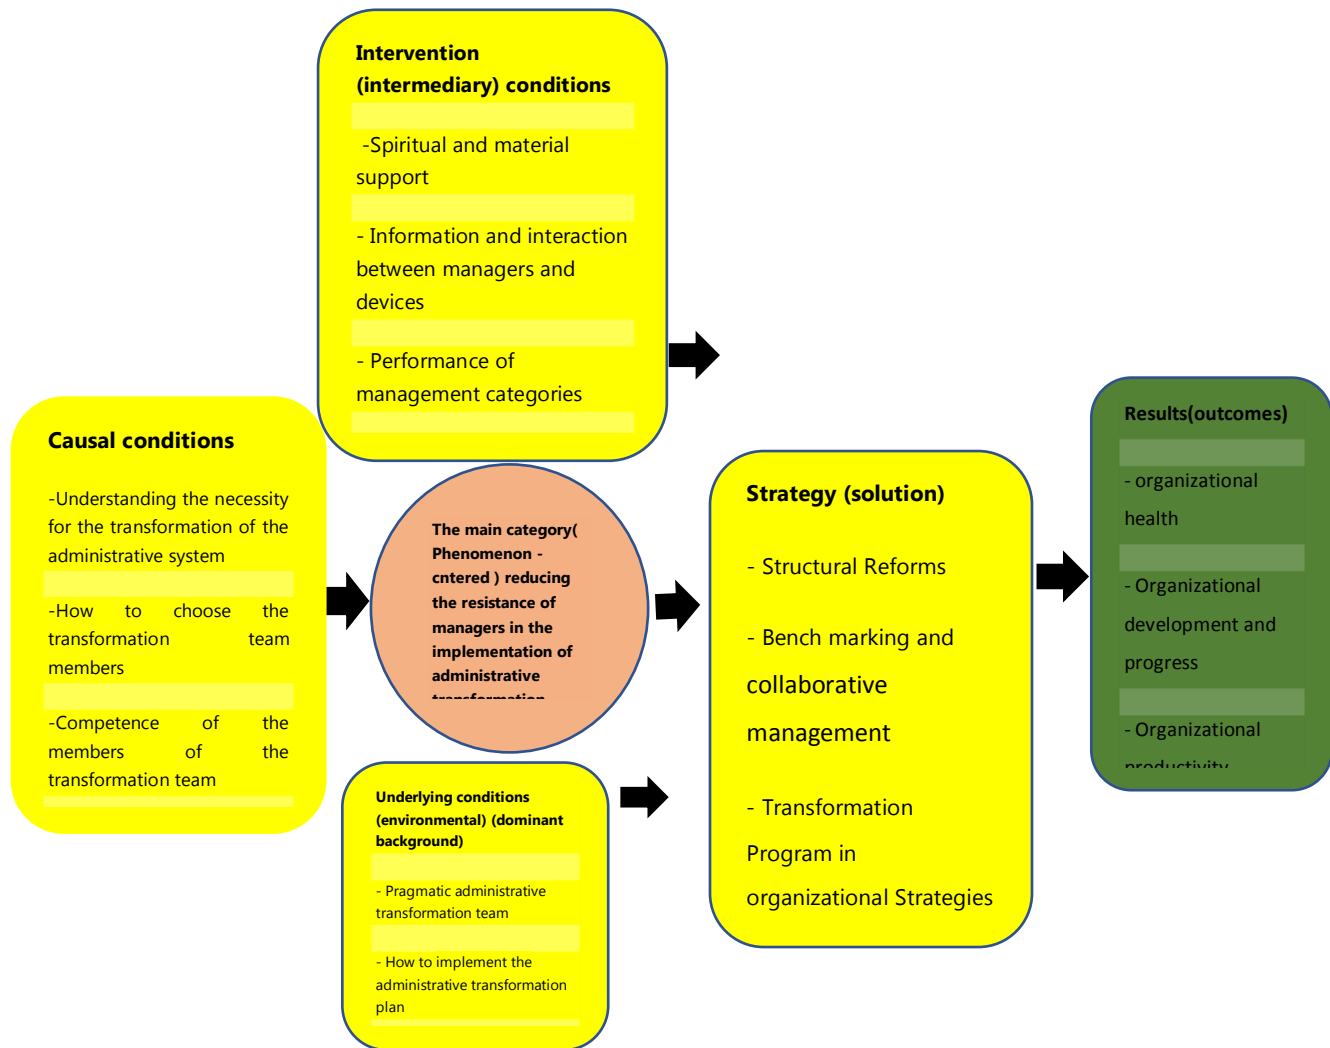 Intervention
(intermediary) conditions
-Spiritual and material
support
- Information and interaction
between managers and
devices
- Performance of
management categories
Causal conditions
-Understanding the necessity
for the transformation of the
administrative system
-How to choose the
transformation team
members
-Competence of the
members of the
transformation team
The main category(
Phenomenon -
cntered ) reducing
the resistance of
managers in the
implementation of
administrative
transformation
Underlying conditions
(environmental) (dominant
background)
- Pragmatic administrative
transformation team
- How to implement the
administrative transformation
plan
Strategy (solution)
- Structural Reforms
- Bench marking and
collaborative
management
- Transformation
Program in
organizational Strategies
Results(outcomes)
- organizational
health
- Organizational
development and
progress
- Organizational
productivity